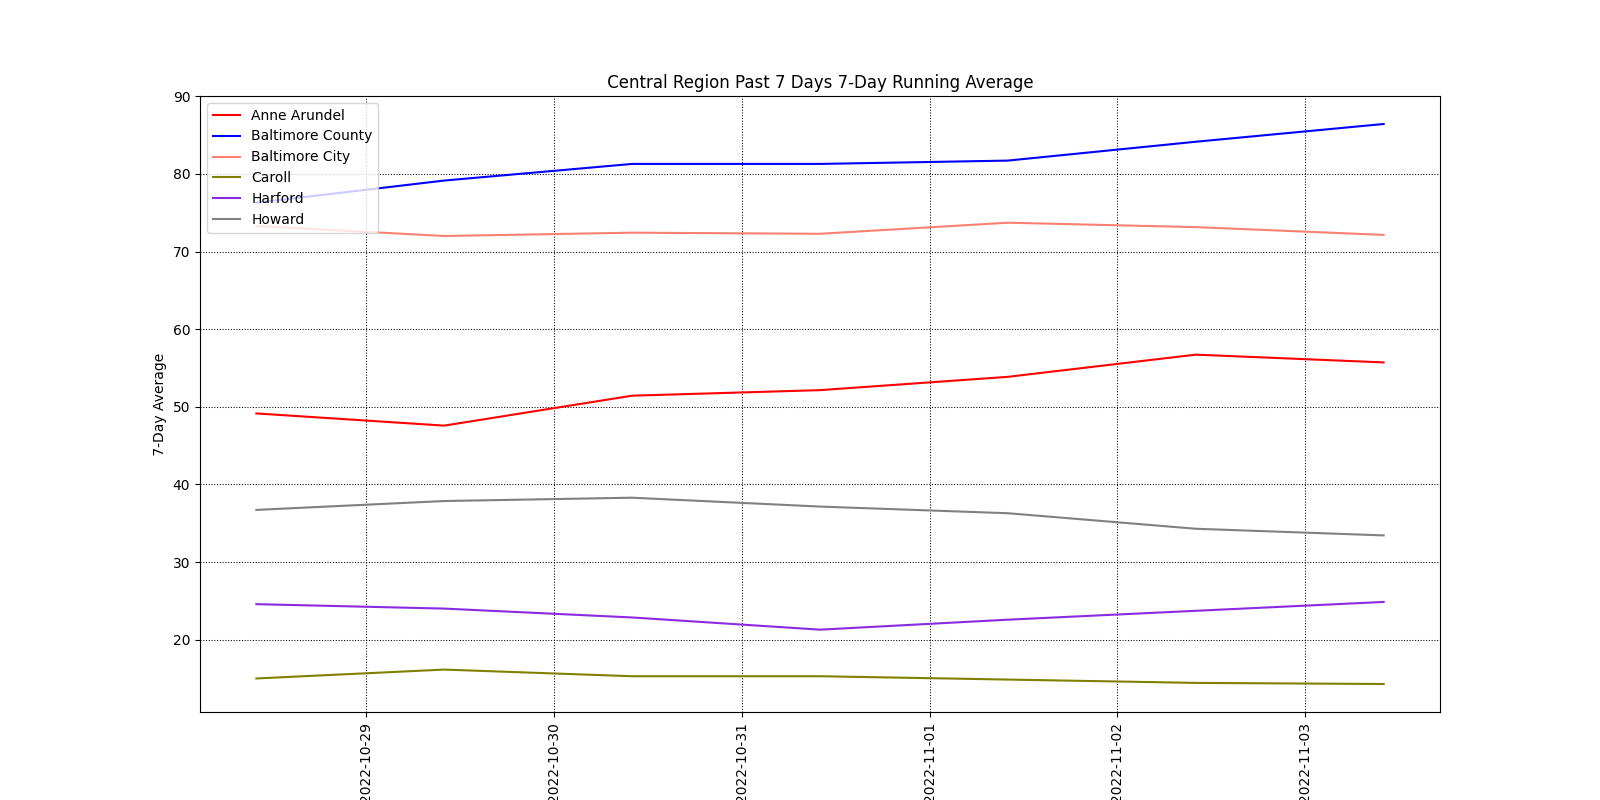 Central Region Past 7 Days 7-Day Running Average
90
80
70
60
50
40
30
20
7-Day Average
Anne Arundel
Baltimore County
Baltimore City
Caroll
Harford
Howard
2022-10-29
2022-10-30
2022-10-31
2022-11-01
2022-11-02
2022-11-03